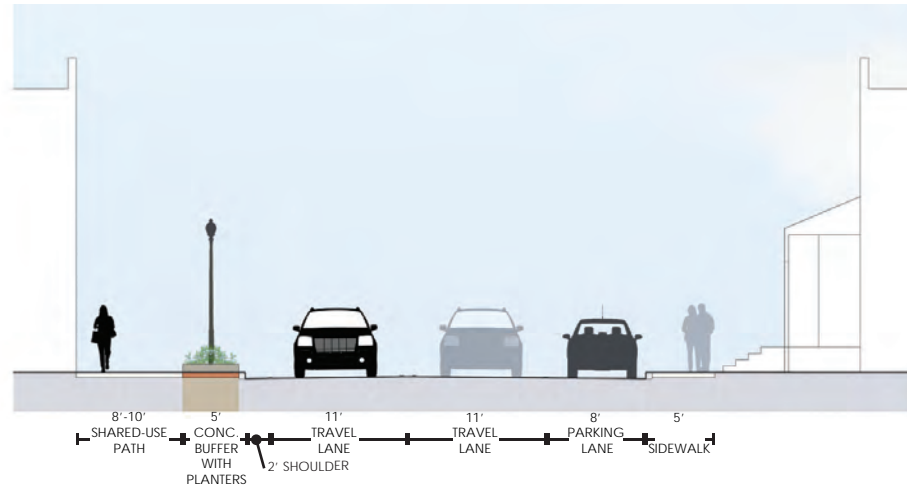 8'-10'
SHARED-USE
PATH
5'
CONC.
BUFFER
WITH
PLANTERS
2' SHOULDER
11'
TRAVEL
LANE
11'
TRAVEL
LANE
8'
PARKING
LANE
5'
SIDEWALK